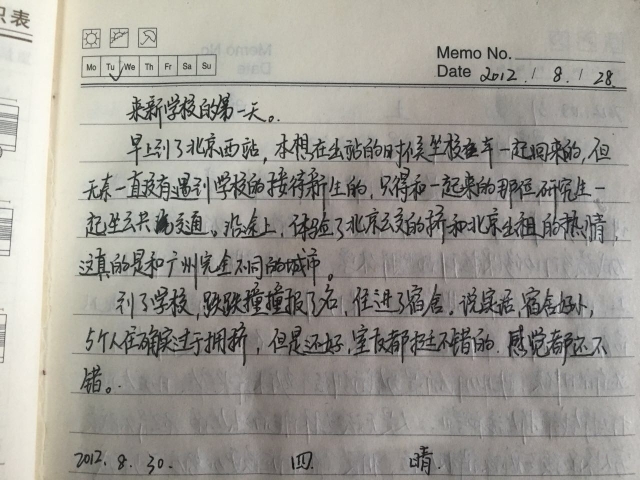 识表
Memo No.
Mo Tu We Th Fr Sa Su
Date 2012.8.28.
来新学校的第一天。
早上到了北京西站，本想在出站的时候坐校车一起回来的，但
无奈一直没有遇到学校的接待新生的，只得和一起来的那位研究生一
起坐公共交通。沿途上，体验了北京公交的挤和北京出租的热情，
这真的是和广州完全不同的城市。
到了学校，跌跌撞撞报了名，住进了宿舍。说实话，宿舍好小，
5个人住确实过于拥挤，但是还好，室友都挺不错的，感觉都还不
错。
2012.8.30. 四 晴.